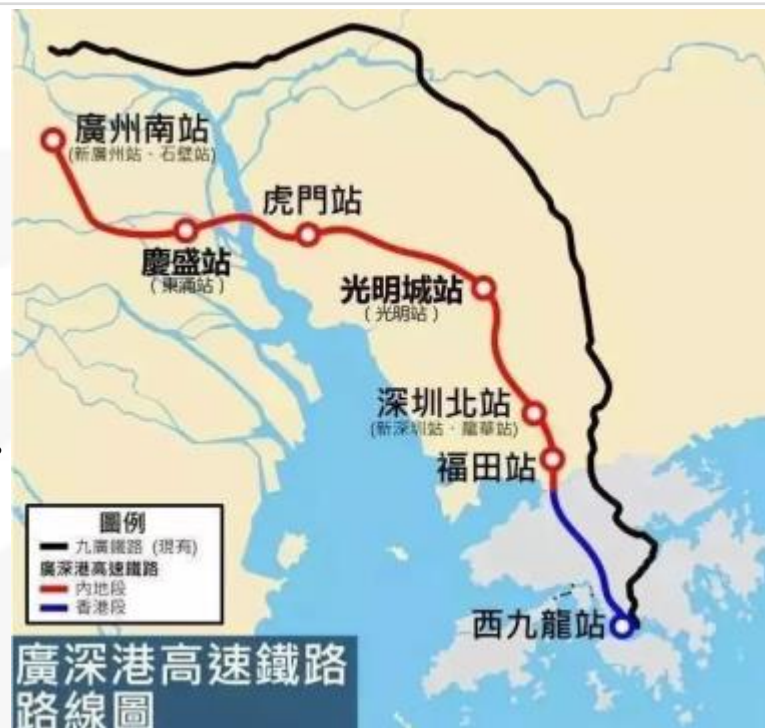 廣州南站
(新廣州站、石壁站)
虎門站
慶盛站
(東涌站)
光明城站
(光明站)
深圳北站
(新深圳站、龍華站)
福田站
圖例
九廣鐵路 (現有)
廣深港高速鐵路
內地段
香港段
西九龍站
廣深港高速鐵路
路線圖